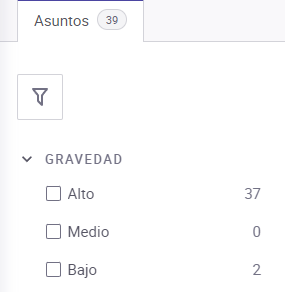 Asuntos 39
GRAVEDAD
Alto 37
Medio 0
Bajo 2